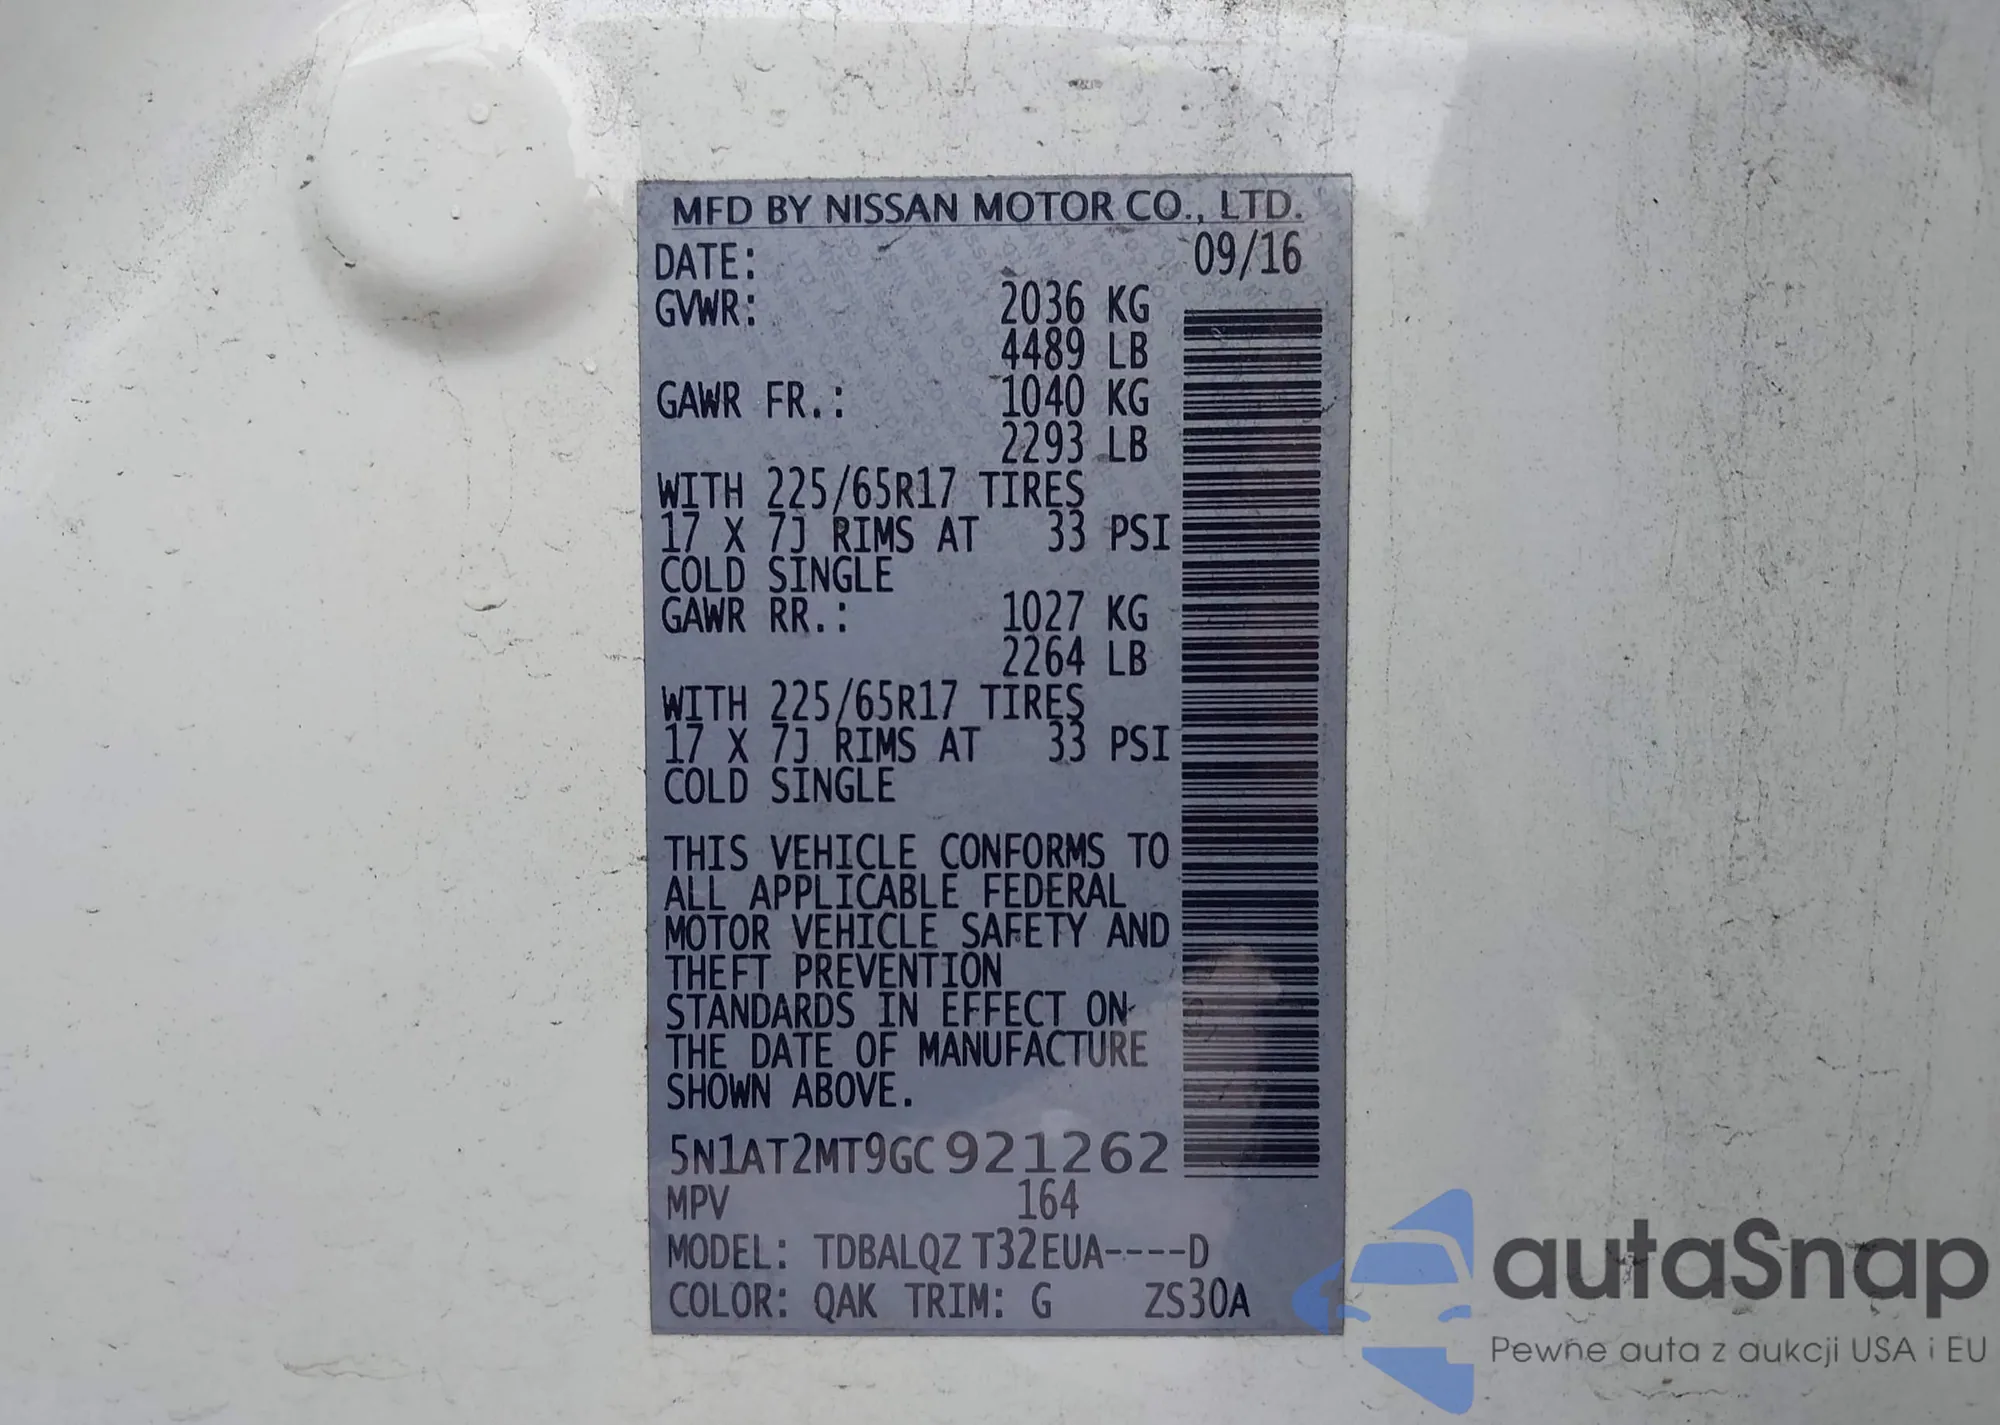 MFD BY NISSAN MOTOR CO., LTD.
DATE: 09/16
GVWR: 2036 KG
4489 LB
GAWR FR.: 1040 KG
2293 LB
WITH 225/65R17 TIRES
17 X 7J RIMS AT 33 PSI
COLD SINGLE
GAWR RR.: 1027 KG
2264 LB
WITH 225/65R17 TIRES
17 X 7J RIMS AT 33 PSI
COLD SINGLE
THIS VEHICLE CONFORMS TO
ALL APPLICABLE FEDERAL
MOTOR VEHICLE SAFETY AND
THEFT PREVENTION
STANDARDS IN EFFECT ON
THE DATE OF MANUFACTURE
SHOWN ABOVE.
5N1AT2MT9GC921262
MPV 164
MODEL: TDBALQZ T32EUA----D
COLOR: QAK TRIM: G ZS30A
autaSnap
Pewne auta z aukcji USA i EU